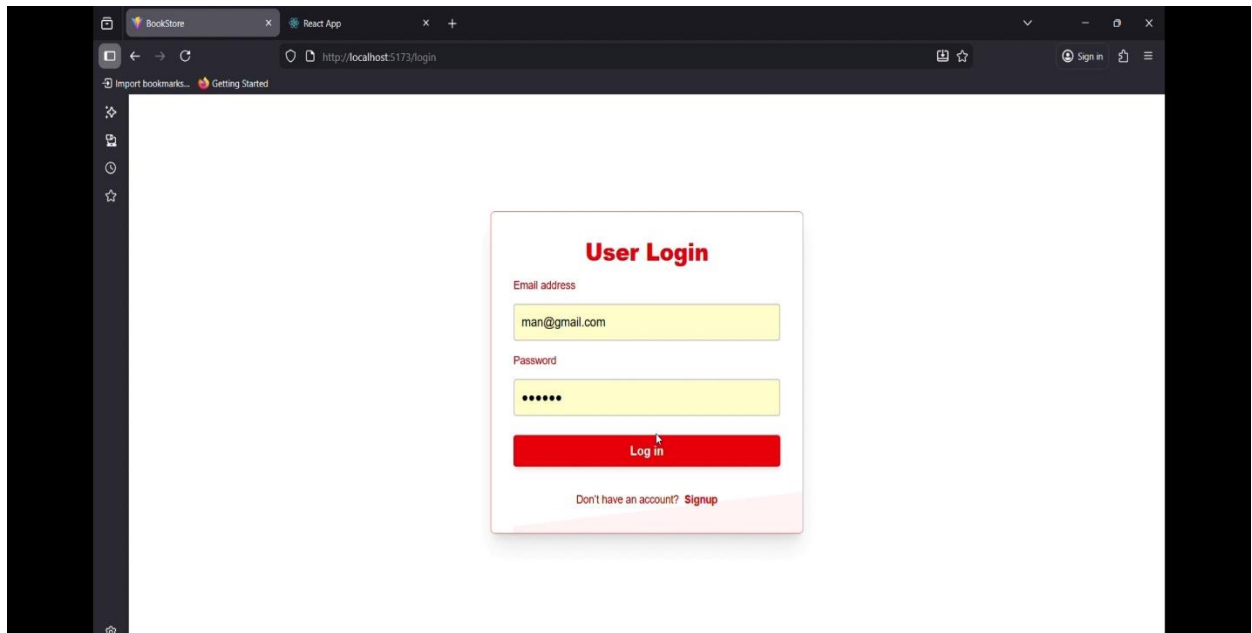 BookStore
React App
http://localhost:5173/login
Sign in
Import bookmarks...
Getting Started
User Login
Email address
man@gmail.com
Password
••••••
Log in
Don't have an account? Signup